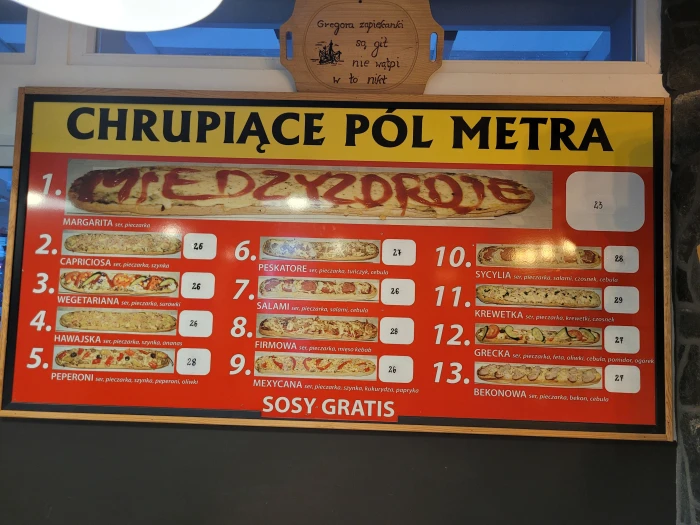 Gregora zapiekanki
są git
nie wątpi
w to nikt
CHRUPIĄCE PÓL METRA
1.
MIEDZYZDROJE
23
MARGARITA ser, pieczarka
2.
25
CAPRICIOSA ser, pieczarka, szynka
3.
26
WEGETARIANA ser, pieczarka, surówki
4.
26
HAWAJSKA ser, pieczarka, szynka, ananas
5.
28
PEPERONI ser, pieczarka, szynka, peperoni, oliwki
6.
27
PESKATORE ser, pieczarka, tuńczyk, cebula
7.
26
SALAMI ser, pieczarka, salami, cebula
8.
28
FIRMOWA ser, pieczarka, mięso kebab
9.
26
MEXYCANA ser, pieczarka, szynka, kukurydza, papryka
10.
28
SYCYLIA ser, pieczarka, salami, czosnek, cebula
11.
29
KREWETKA ser, pieczarka, krewetki, czosnek
12.
27
GRECKA ser, pieczarka, feta, oliwki, cebula, pomidor, ogórek
13.
27
BEKONOWA ser, pieczarka, bekon, cebula
SOSY GRATIS